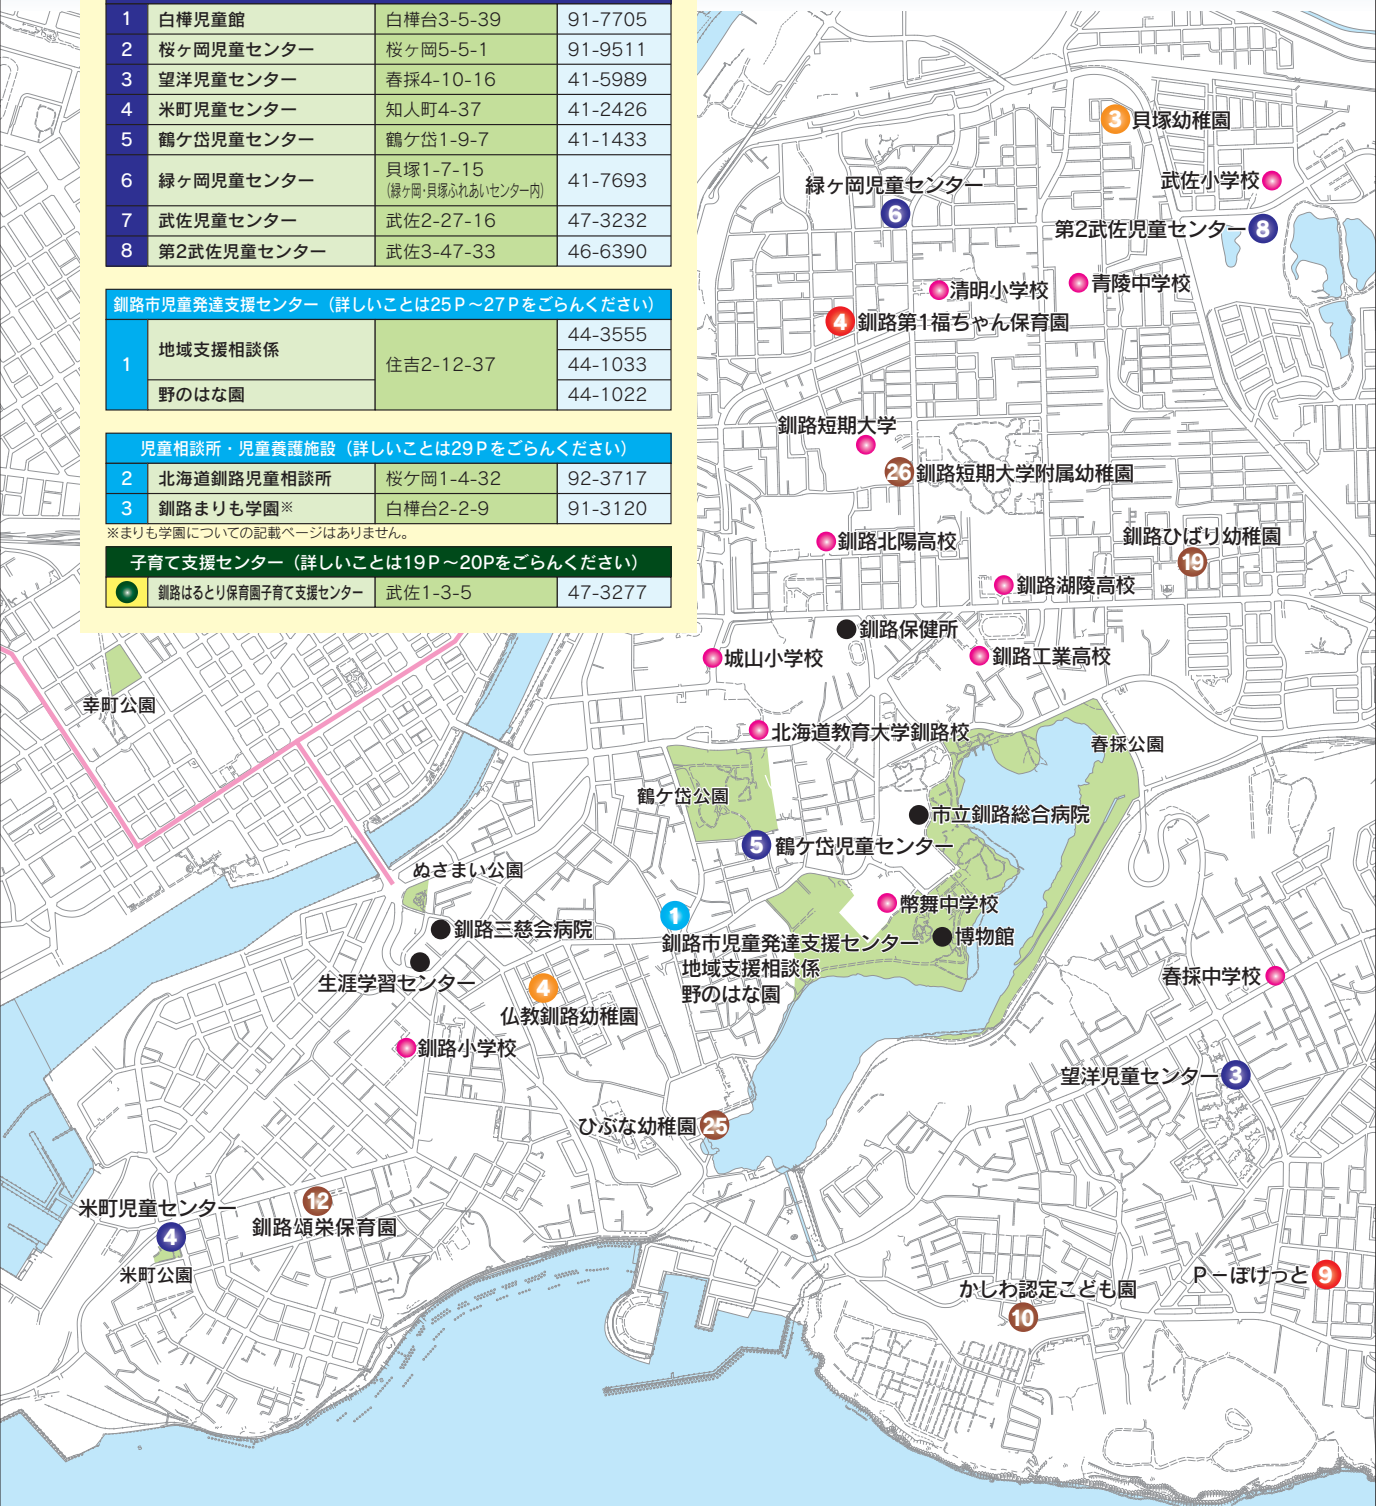 1 白樺児童館 白樺台3-5-39 91-7705
2 桜ヶ岡児童センター 桜ヶ岡5-5-1 91-9511
3 望洋児童センター 春採4-10-16 41-5989
4 米町児童センター 知人町4-37 41-2426
5 鶴ケ岱児童センター 鶴ケ岱1-9-7 41-1433
6 緑ヶ岡児童センター 貝塚1-7-15 41-7693
(緑ヶ岡・貝塚ふれあいセンター内)
7 武佐児童センター 武佐2-27-16 47-3232
8 第2武佐児童センター 武佐3-47-33 46-6390
釧路市児童発達支援センター（詳しいことは25P～27Pをごらんください）
1 地域支援相談係 住吉2-12-37 44-3555
44-1033
野のはな園 44-1022
児童相談所・児童養護施設（詳しいことは29Pをごらんください）
2 北海道釧路児童相談所 桜ケ岡1-4-32 92-3717
3 釧路まりも学園※ 白樺台2-2-9 91-3120
※まりも学園についての記載ページはありません。
子育て支援センター（詳しいことは19P～20Pをごらんください）
釧路はるとり保育園子育て支援センター 武佐1-3-5 47-3277
3 貝塚幼稚園
武佐小学校
緑ヶ岡児童センター
6
第2武佐児童センター 8
清明小学校
青陵中学校
4 釧路第1福ちゃん保育園
釧路短期大学
26 釧路短期大学附属幼稚園
釧路北陽高校
釧路ひばり幼稚園
19
釧路湖陵高校
釧路保健所
城山小学校
釧路工業高校
幸町公園
北海道教育大学釧路校
春採公園
鶴ケ岱公園
市立釧路総合病院
5 鶴ケ岱児童センター
ぬさまい公園
幣舞中学校
釧路三慈会病院
1
釧路市児童発達支援センター
地域支援相談係
野のはな園
博物館
生涯学習センター
春採中学校
4
仏教釧路幼稚園
釧路小学校
望洋児童センター 3
ひぶな幼稚園 25
米町児童センター
4
米町公園
12
釧路頌栄保育園
P－ぽけっと 9
かしわ認定こども園
10